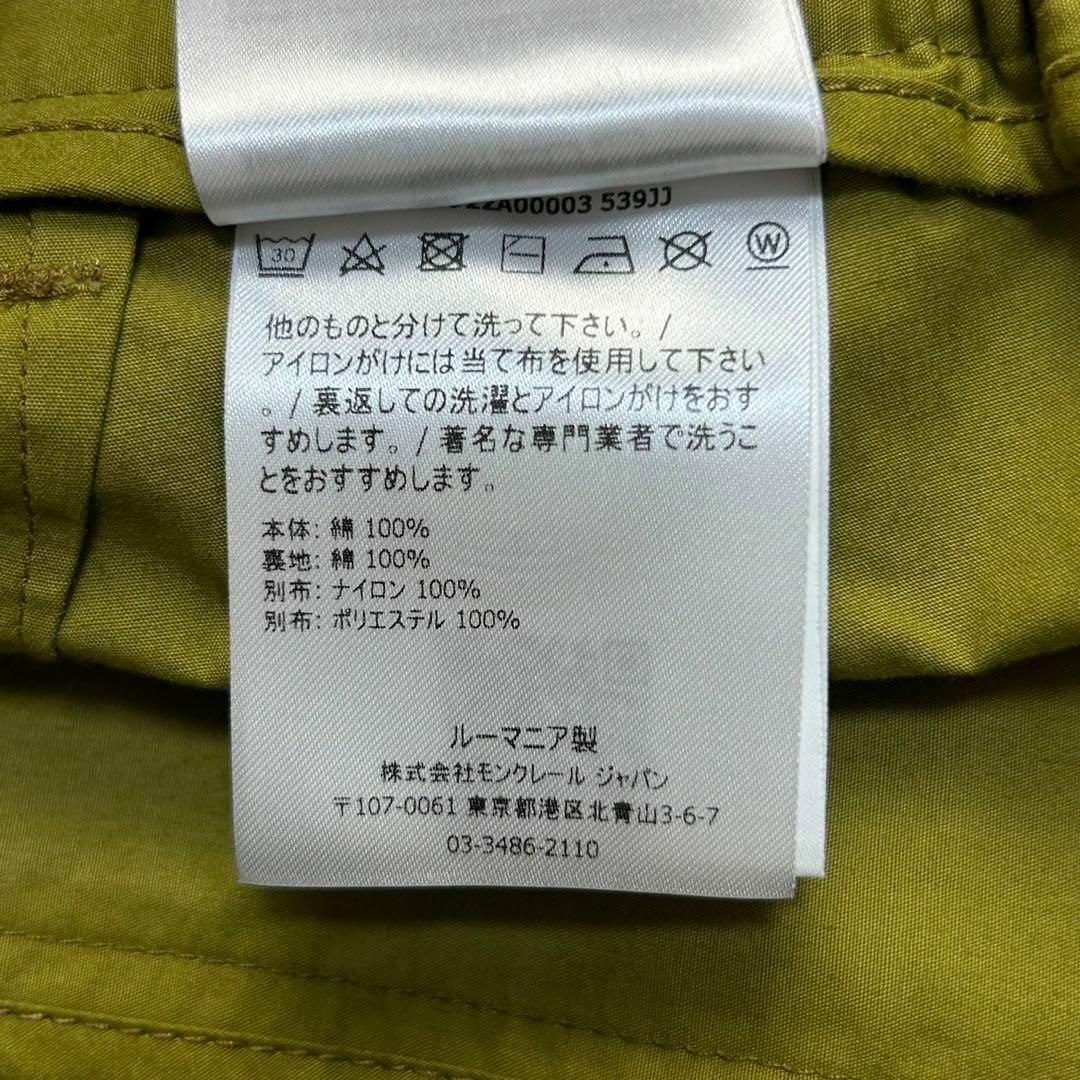 22A00003 539JJ
30 W
他のものと分けて洗って下さい。/
アイロンがけには当て布を使用して下さい
。/ 裏返しての洗濯とアイロンがけをおす
すめします。/ 著名な専門業者で洗うこ
とをおすすめします。
本体: 綿 100%
裏地: 綿 100%
別布: ナイロン 100%
別布: ポリエステル 100%
ルーマニア製
株式会社モンクレール ジャパン
〒107-0061 東京都港区北青山3-6-7
03-3486-2110